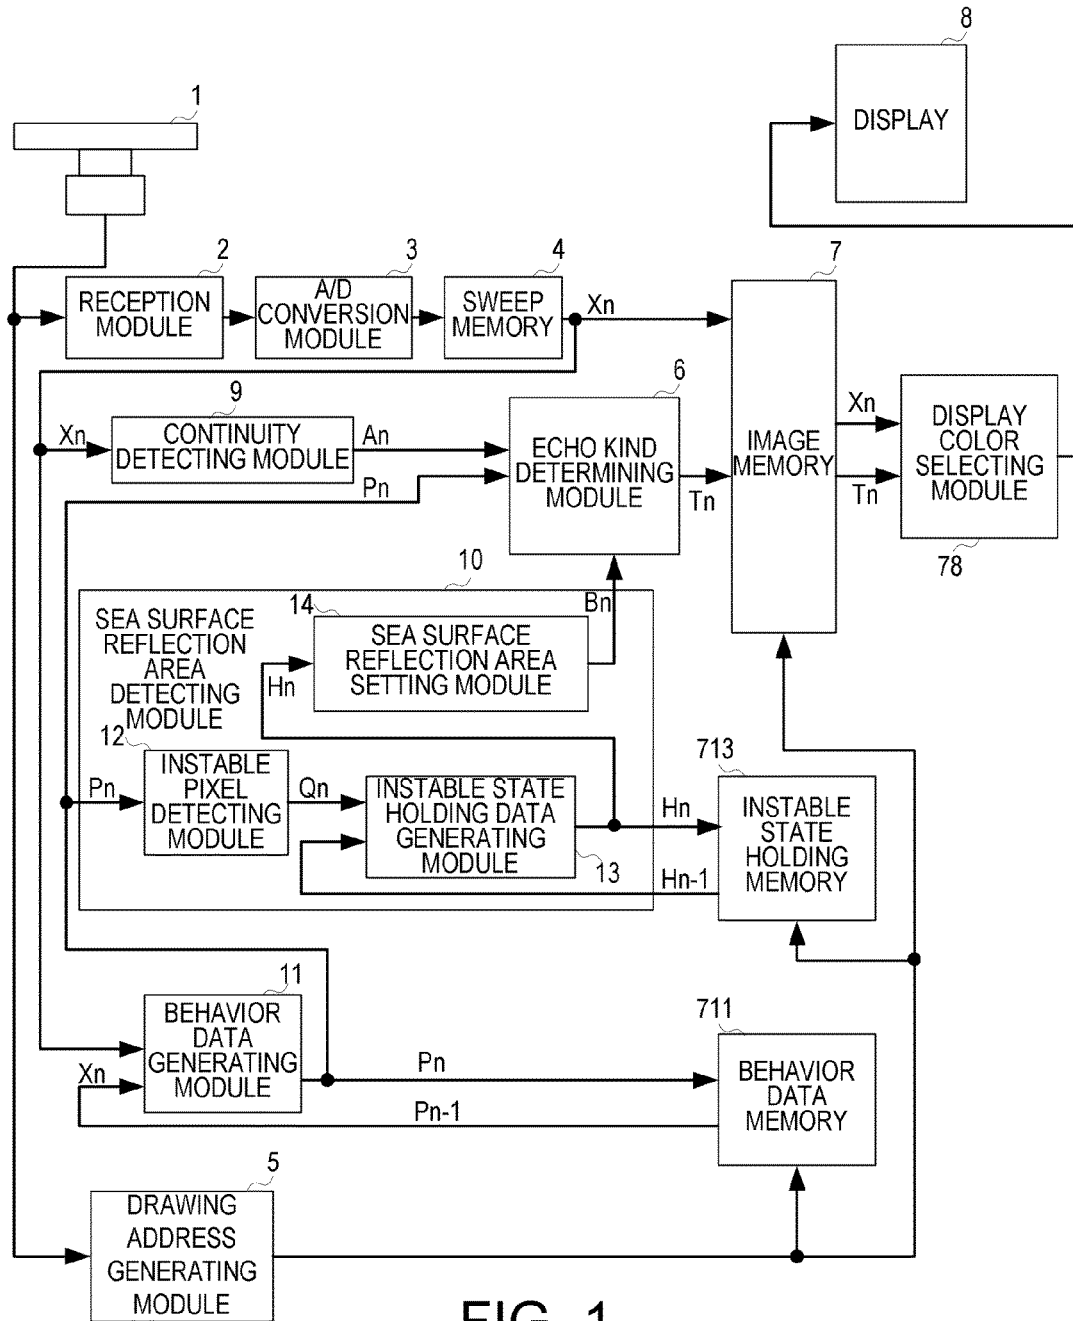 8
DISPLAY
1
2
RECEPTION
MODULE
3
A/D
CONVERSION
MODULE
4
SWEEP
MEMORY
Xn
7
IMAGE
MEMORY
Xn
Tn
DISPLAY
COLOR
SELECTING
MODULE
78
9
Xn
CONTINUITY
DETECTING MODULE
An
Pn
6
ECHO KIND
DETERMINING
MODULE
Tn
10
SEA SURFACE
REFLECTION
AREA
DETECTING
MODULE
14
SEA SURFACE
REFLECTION AREA
SETTING MODULE
Hn
Bn
12
Pn
INSTABLE
PIXEL
DETECTING
MODULE
Qn
INSTABLE STATE
HOLDING DATA
GENERATING
MODULE
13
Hn
Hn-1
713
INSTABLE
STATE
HOLDING
MEMORY
11
BEHAVIOR
DATA
GENERATING
MODULE
Xn
Pn
Pn-1
711
BEHAVIOR
DATA
MEMORY
5
DRAWING
ADDRESS
GENERATING
MODULE
FIG. 1